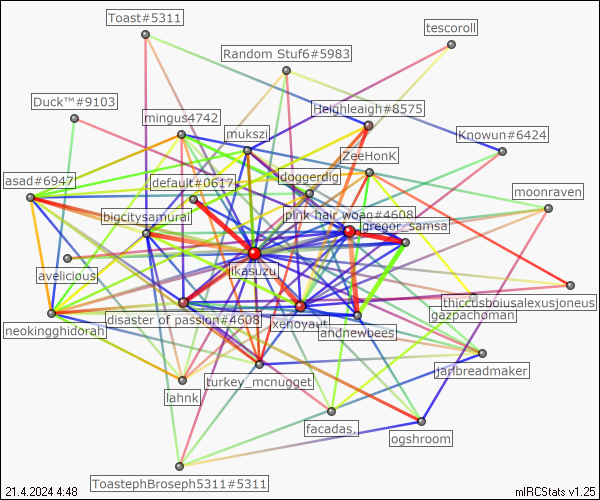 Toast#5311
tescoroll
Random Stuf6#5983
Duck™#9103
Heighleigh#8575
mingus4742
mukszi
Knowun#6424
ZeeHonK
doggerdig
asad#6947
default#0617
moonraven
pink hair woag#4608
bigcitysamurai
gregor_samsa
ikasuzu
avelicious
thiccusboiusalexusjoneus
gazpachoman
disaster of passion#4608
xenoyaut
andnewbees
neokingghidorah
jarlbreadmaker
turkey_mcnugget
lahnk_
facadas.
ogshroom
ToastephBroseph5311#5311
21.4.2024 4:48
mIRCStats v1.25